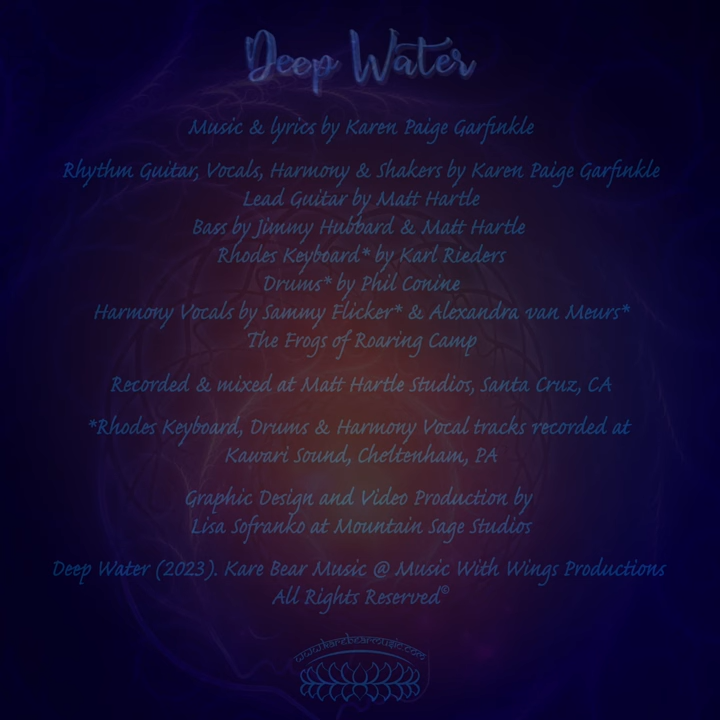 Deep Water
Music & lyrics by Karen Paige Garfinkle
Rhythm Guitar, Vocals, Harmony & Shakers by Karen Paige Garfinkle
Lead Guitar by Matt Hartle
Bass by Jimmy Hubbard & Matt Hartle
Rhodes Keyboard* by Karl Rieders
Drums* by Phil Conine
Harmony Vocals by Sammy Flicker* & Alexandra van Meurs*
The Frogs of Roaring Camp
Recorded & mixed at Matt Hartle Studios, Santa Cruz, CA
*Rhodes Keyboard, Drums & Harmony Vocal tracks recorded at
Kawari Sound, Cheltenham, PA
Graphic Design and Video Production by
Lisa Sofranko at Mountain Sage Studios
Deep Water (2023). Kare Bear Music @ Music With Wings Productions
All Rights Reserved©
www.karebearmusic.com